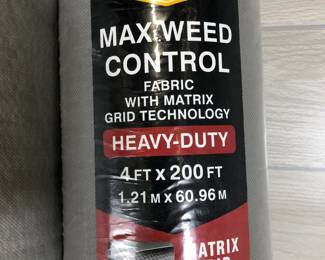 MAX WEED
CONTROL
FABRIC
WITH MATRIX
GRID TECHNOLOGY
HEAVY-DUTY
4 FT X 200 FT
1.21 M X 60.96 M
MATRIX